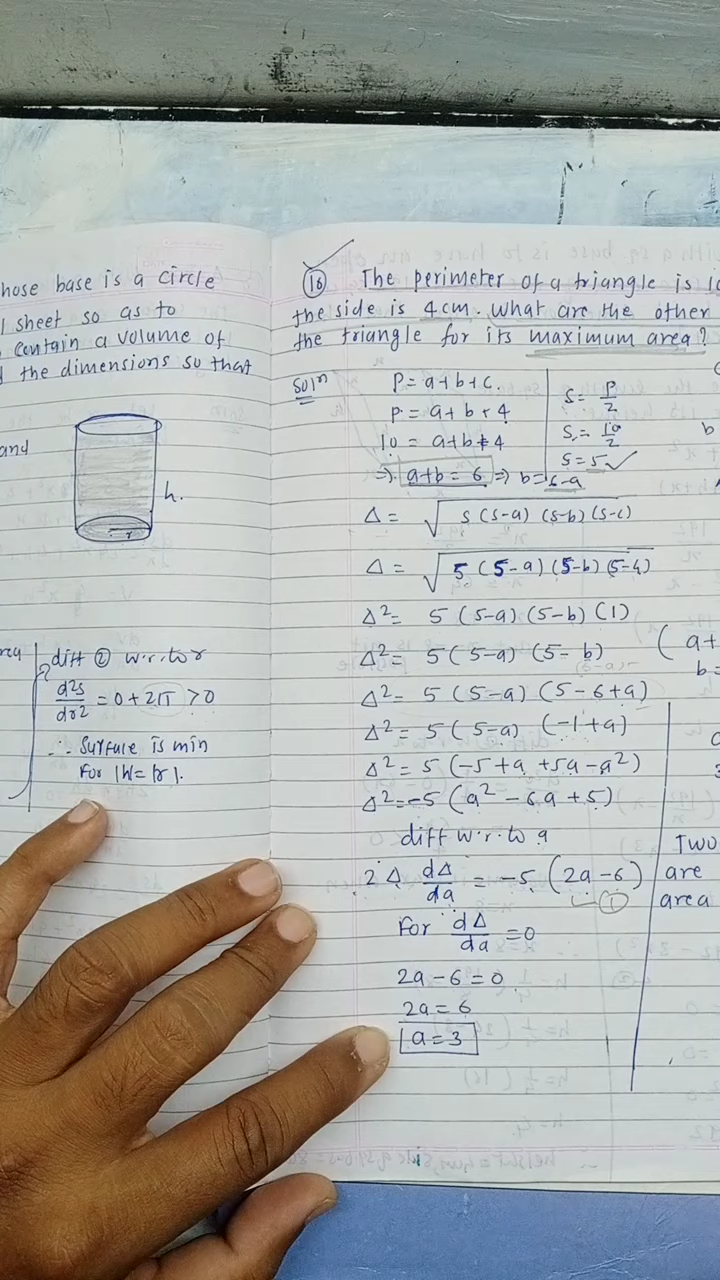 hose base is a circle
l sheet so as to
contain a volume of
the dimensions so that
and
h.
r
rea
diff ② w.r.to r
d²s/dr² = 0 + 2π > 0
∴ Surface is min
For |h|= |r|.
(16) The perimeter of a triangle is 10
the side is 4 cm. What are the other
the triangle for its maximum area?
Solⁿ
P = a + b + c.
P = a + b + 4
10 = a + b + 4
⇒ a + b = 6 ⇒ b = 6 - a
S = P/2
S = 10/2
S = 5 ✓
Δ = √s(s-a)(s-b)(s-c)
Δ = √5(5-a)(5-b)(5-4)
Δ² = 5(5-a)(5-b)(1)
Δ² = 5(5-a)(5-b)
Δ² = 5(5-a)(5-6+a)
Δ² = 5(5-a)(-1+a)
Δ² = 5(-5+a+5a-a²)
Δ² = -5(a²-6a+5)
diff w.r.to a
2Δ dΔ/da = -5(2a-6) ①
For dΔ/da = 0
2a - 6 = 0
2a = 6
a = 3
b
(a+
b=
Two
are
area